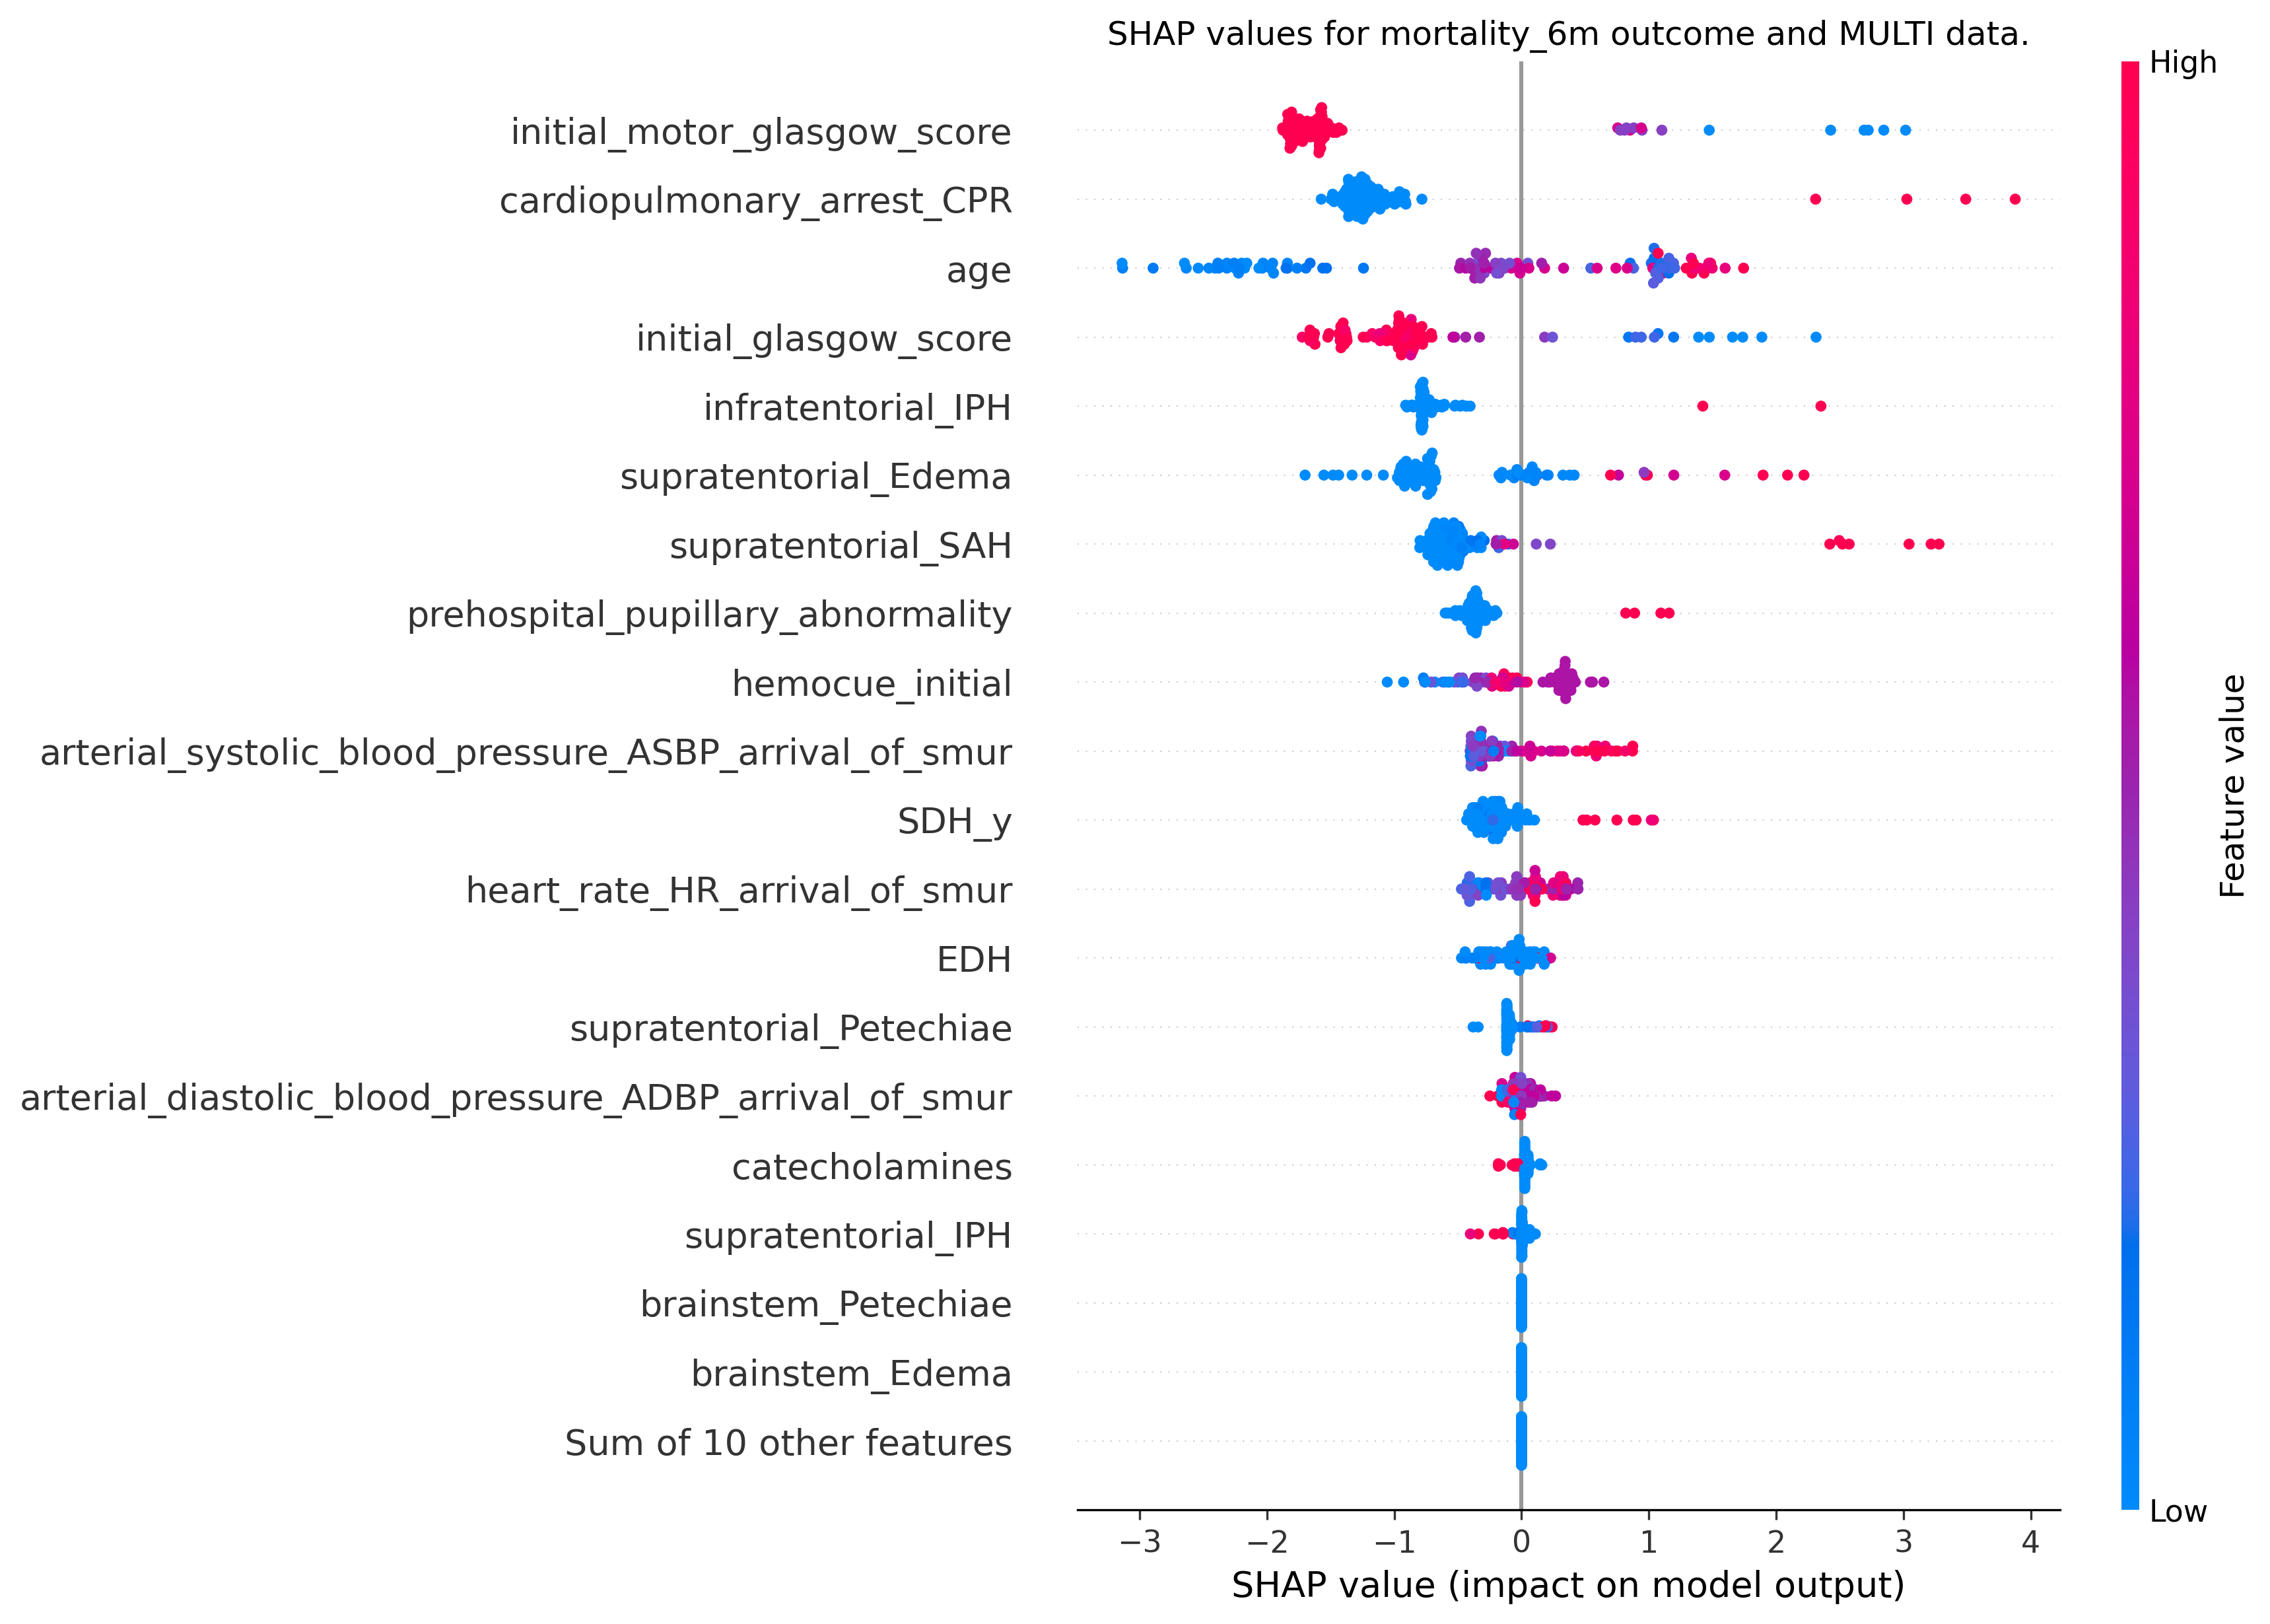 SHAP values for mortality_6m outcome and MULTI data.
High
initial_motor_glasgow_score
cardiopulmonary_arrest_CPR
age
initial_glasgow_score
infratentorial_IPH
supratentorial_Edema
supratentorial_SAH
prehospital_pupillary_abnormality
hemocue_initial
arterial_systolic_blood_pressure_ASBP_arrival_of_smur
SDH_y
heart_rate_HR_arrival_of_smur
EDH
supratentorial_Petechiae
arterial_diastolic_blood_pressure_ADBP_arrival_of_smur
catecholamines
supratentorial_IPH
brainstem_Petechiae
brainstem_Edema
Sum of 10 other features
Feature value
Low
−3 −2 −1 0 1 2 3 4
SHAP value (impact on model output)